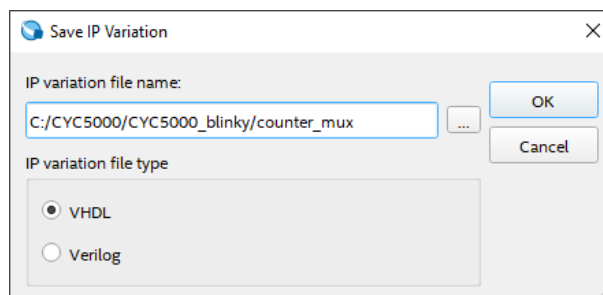 Save IP Variation
IP variation file name:
OK
C:/CYC5000/CYC5000_blinky/counter_mux
...
Cancel
IP variation file type
VHDL
Verilog